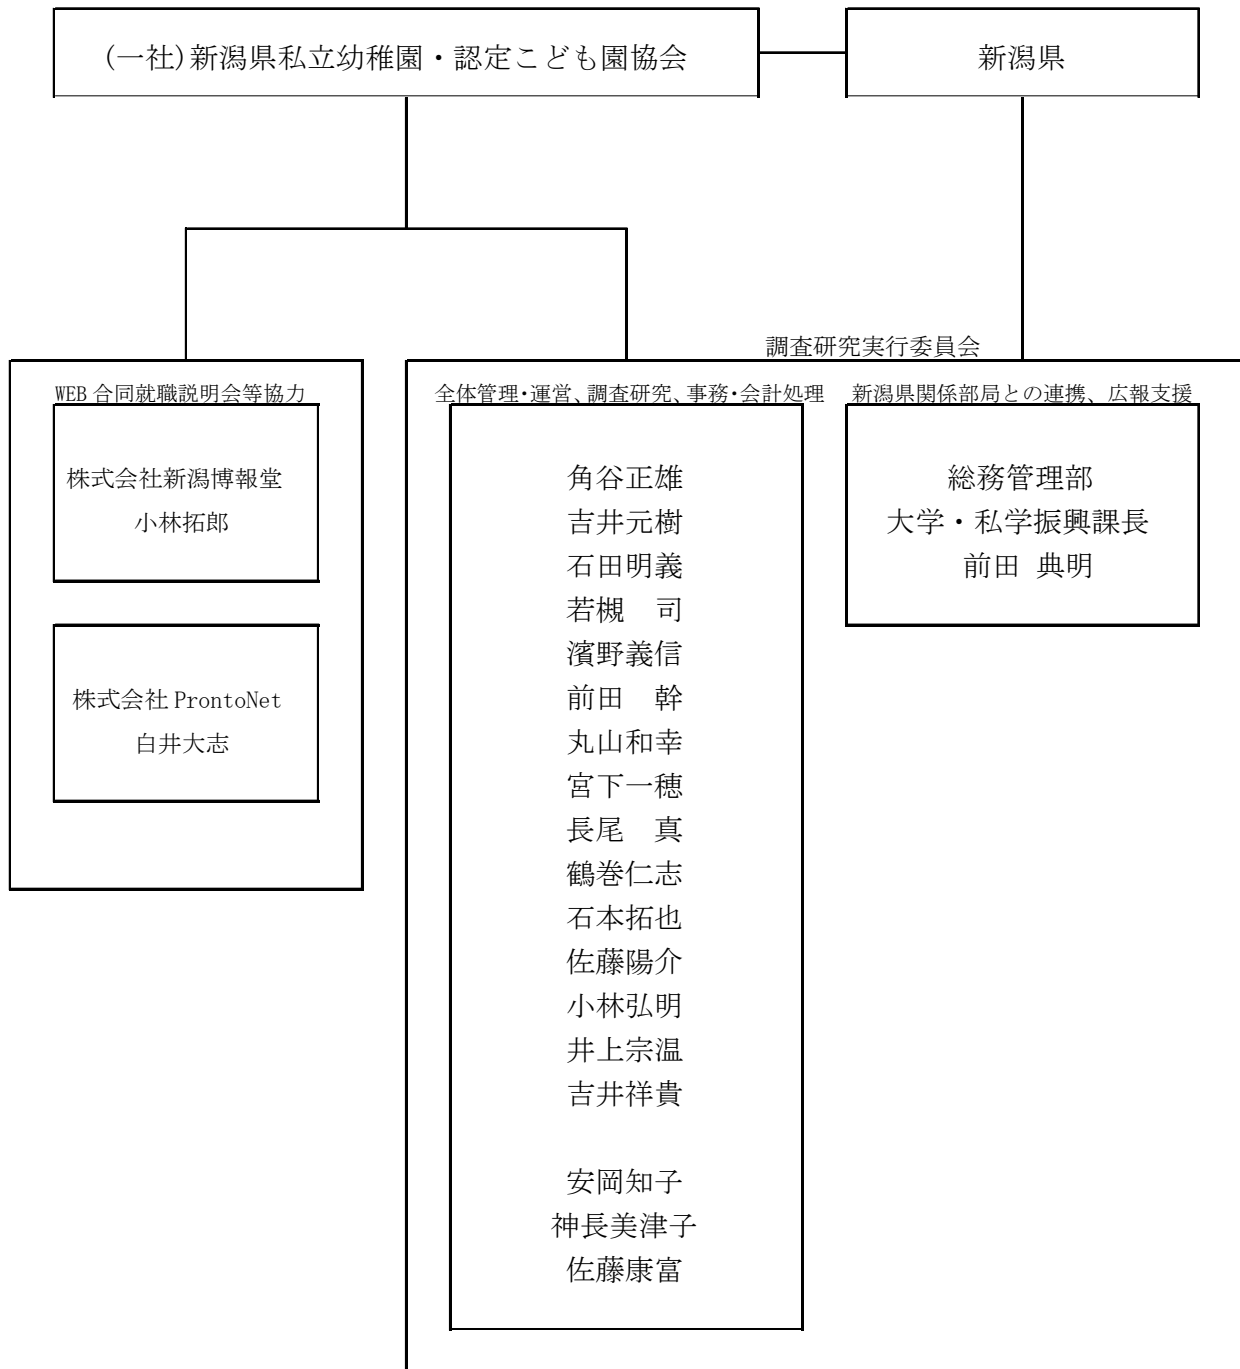 (一社)新潟県私立幼稚園・認定こども園協会
新潟県
調査研究実行委員会
WEB 合同就職説明会等協力
株式会社新潟博報堂
小林拓郎
株式会社 ProntoNet
白井大志
全体管理・運営、調査研究、事務・会計処理
角谷正雄
吉井元樹
石田明義
若槻　司
濱野義信
前田　幹
丸山和幸
宮下一穂
長尾　真
鶴巻仁志
石本拓也
佐藤陽介
小林弘明
井上宗温
吉井祥貴
安岡知子
神長美津子
佐藤康富
新潟県関係部局との連携、広報支援
総務管理部
大学・私学振興課長
前田 典明